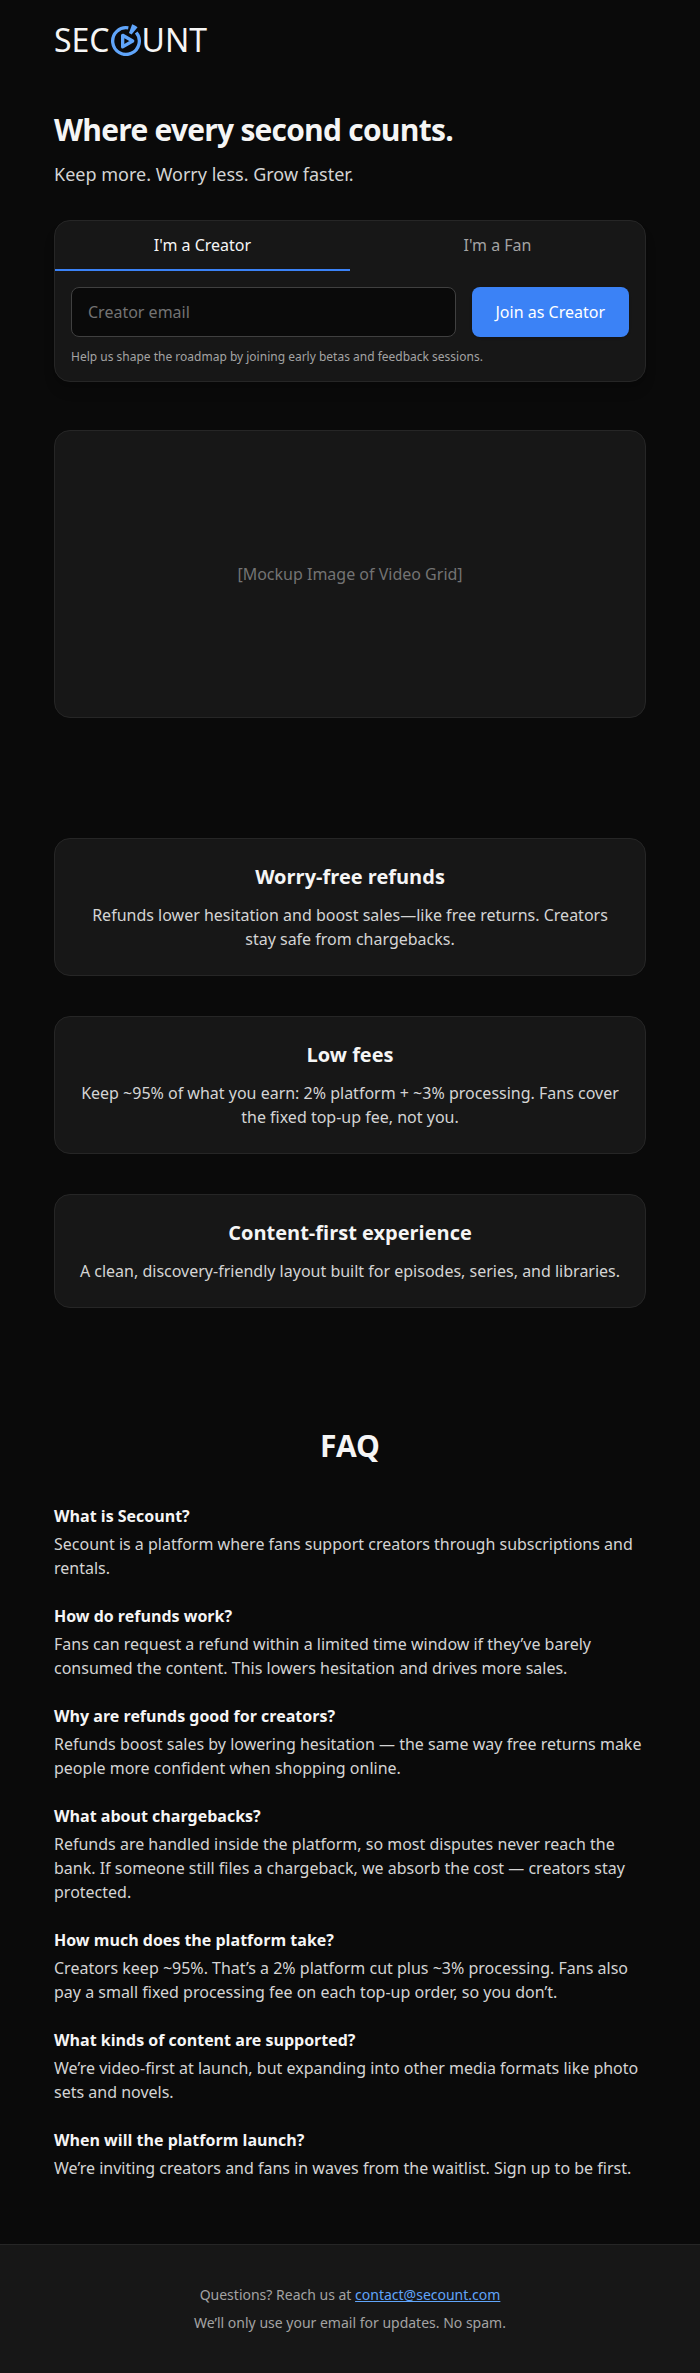 SECOUNT
Where every second counts.
Keep more. Worry less. Grow faster.
I'm a Creator
I'm a Fan
Creator email
Join as Creator
Help us shape the roadmap by joining early betas and feedback sessions.
[Mockup Image of Video Grid]
Worry-free refunds
Refunds lower hesitation and boost sales—like free returns. Creators
stay safe from chargebacks.
Low fees
Keep ~95% of what you earn: 2% platform + ~3% processing. Fans cover
the fixed top-up fee, not you.
Content-first experience
A clean, discovery-friendly layout built for episodes, series, and libraries.
FAQ
What is Secount?
Secount is a platform where fans support creators through subscriptions and
rentals.
How do refunds work?
Fans can request a refund within a limited time window if they’ve barely
consumed the content. This lowers hesitation and drives more sales.
Why are refunds good for creators?
Refunds boost sales by lowering hesitation — the same way free returns make
people more confident when shopping online.
What about chargebacks?
Refunds are handled inside the platform, so most disputes never reach the
bank. If someone still files a chargeback, we absorb the cost — creators stay
protected.
How much does the platform take?
Creators keep ~95%. That’s a 2% platform cut plus ~3% processing. Fans also
pay a small fixed processing fee on each top-up order, so you don’t.
What kinds of content are supported?
We’re video-first at launch, but expanding into other media formats like photo
sets and novels.
When will the platform launch?
We’re inviting creators and fans in waves from the waitlist. Sign up to be first.
Questions? Reach us at contact@secount.com
We’ll only use your email for updates. No spam.